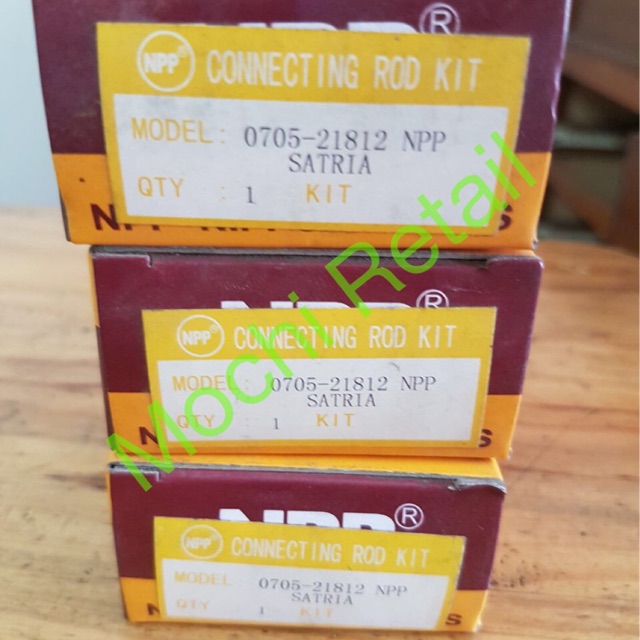 NPP®
NPP® CONNECTING ROD KIT
MODEL: 0705-21812 NPP
SATRIA
QTY : 1 KIT
NPP®
NPP® CONNECTING ROD KIT
MODEL: 0705-21812 NPP
SATRIA
QTY : 1 KIT
NPP®
NPP® CONNECTING ROD KIT
MODEL 0705-21812 NPP
SATRIA
QTY 1 KIT
Mochi Retail